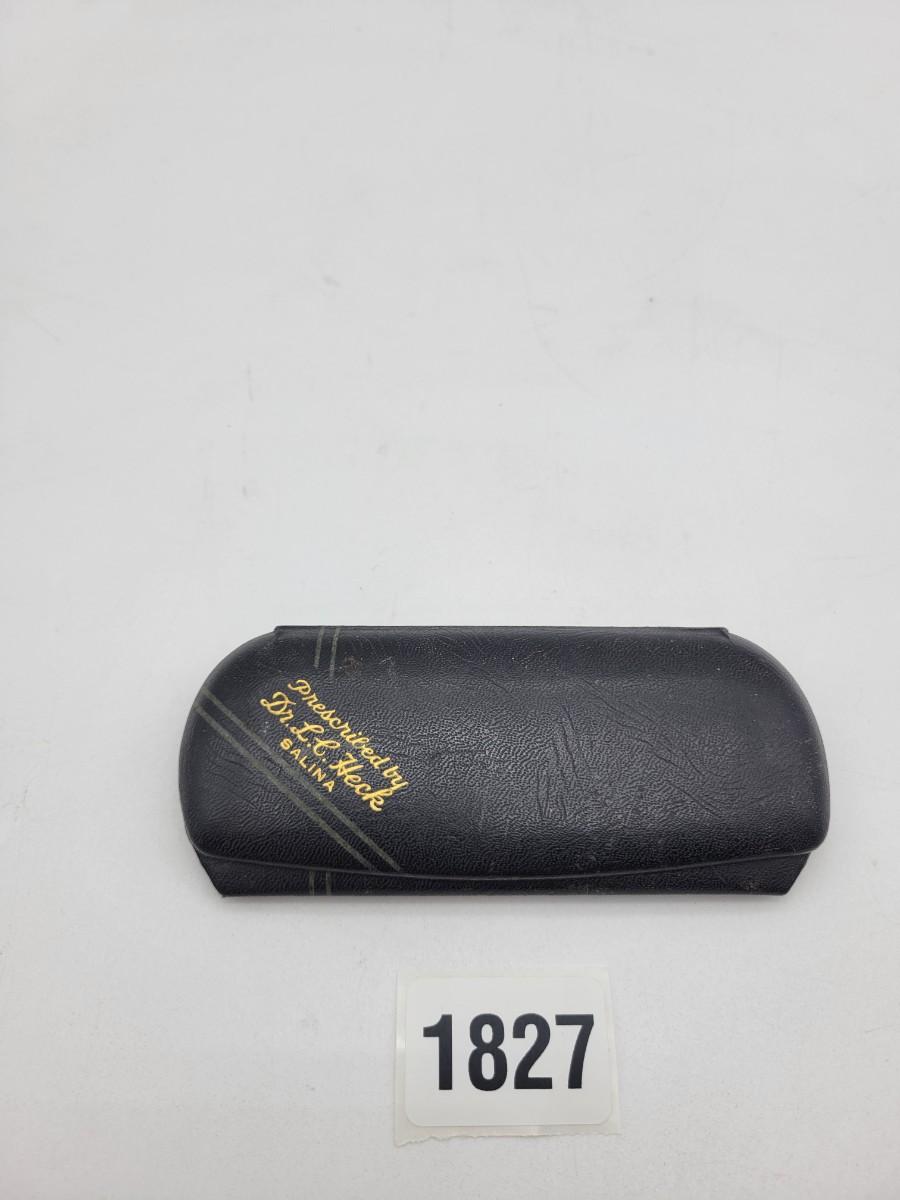 Prescribed by
Dr. L. C. Heck
SALINA
1827